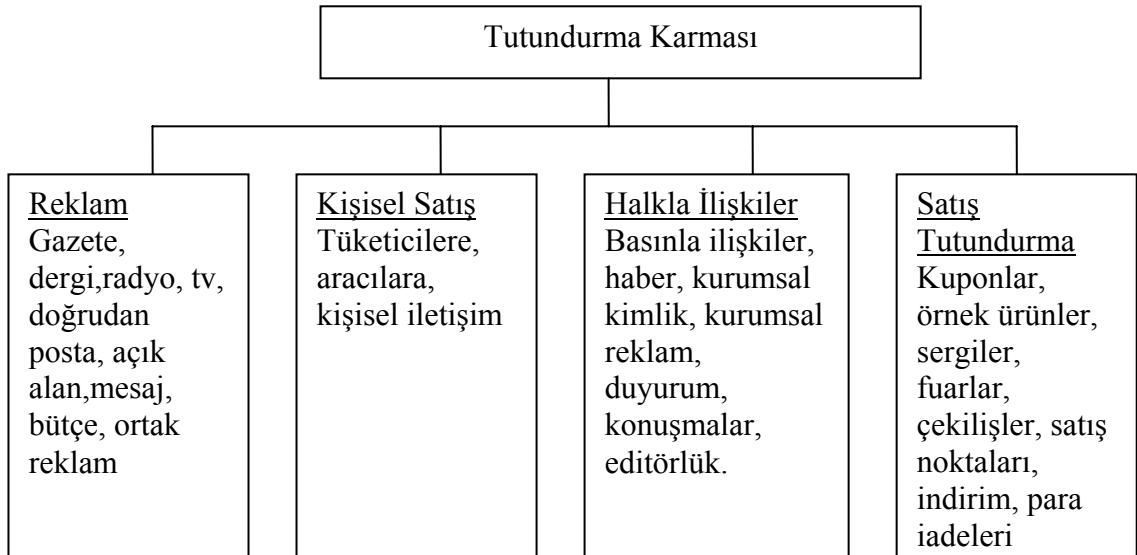 Tutundurma Karması
Reklam
Gazete,
dergi,radyo, tv,
doğrudan
posta, açık
alan,mesaj,
bütçe, ortak
reklam
Kişisel Satış
Tüketicilere,
aracılara,
kişisel iletişim
Halkla İlişkiler
Basınla ilişkiler,
haber, kurumsal
kimlik, kurumsal
reklam,
duyurum,
konuşmalar,
editörlük.
Satış
Tutundurma
Kuponlar,
örnek ürünler,
sergiler,
fuarlar,
çekilişler, satış
noktaları,
indirim, para
iadeleri